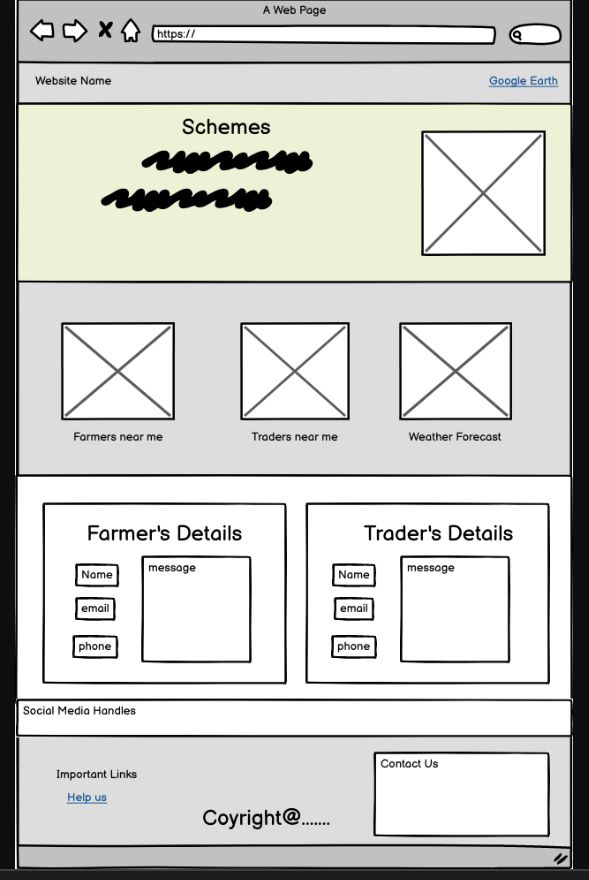 A Web Page
https://
Website Name
Google Earth
Schemes
Farmers near me
Traders near me
Weather Forecast
Farmer's Details
Name
message
email
phone
Trader's Details
Name
message
email
phone
Social Media Handles
Important Links
Help us
Coyright@.......
Contact Us